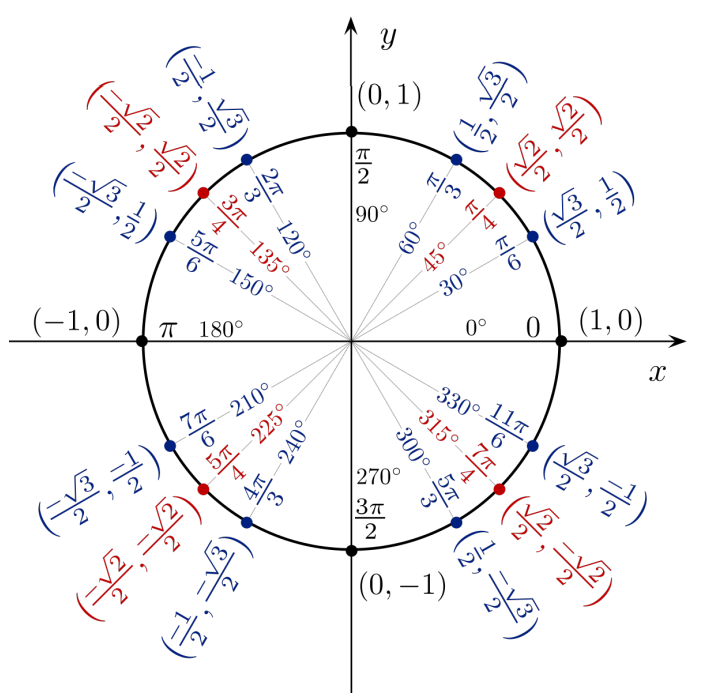 y
(0, 1)
(-1/2, √3/2)
(1/2, √3/2)
(-√2/2, √2/2)
(√2/2, √2/2)
(-√3/2, 1/2)
(√3/2, 1/2)
π/2
90°
2π/3
120°
π/3
60°
3π/4
135°
π/4
45°
5π/6
150°
π/6
30°
(−1, 0)
π
180°
0°
0
(1, 0)
x
7π/6
210°
330°
11π/6
5π/4
225°
315°
7π/4
4π/3
240°
300°
5π/3
270°
3π/2
(-√3/2, -1/2)
(√3/2, -1/2)
(-√2/2, -√2/2)
(√2/2, -√2/2)
(-1/2, -√3/2)
(1/2, -√3/2)
(0, −1)